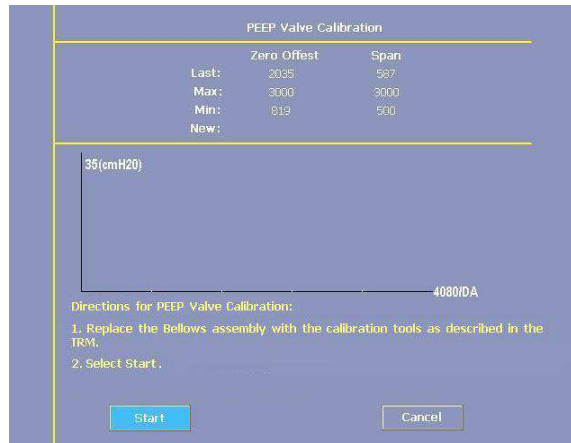 PEEP Valve Calibration
Zero Offest Span
Last: 2035 587
Max: 3000 3000
Min: 819 500
New:
35(cmH20)
4080/DA
Directions for PEEP Valve Calibration:
1. Replace the Bellows assembly with the calibration tools as described in the
TRM.
2. Select Start.
Start Cancel